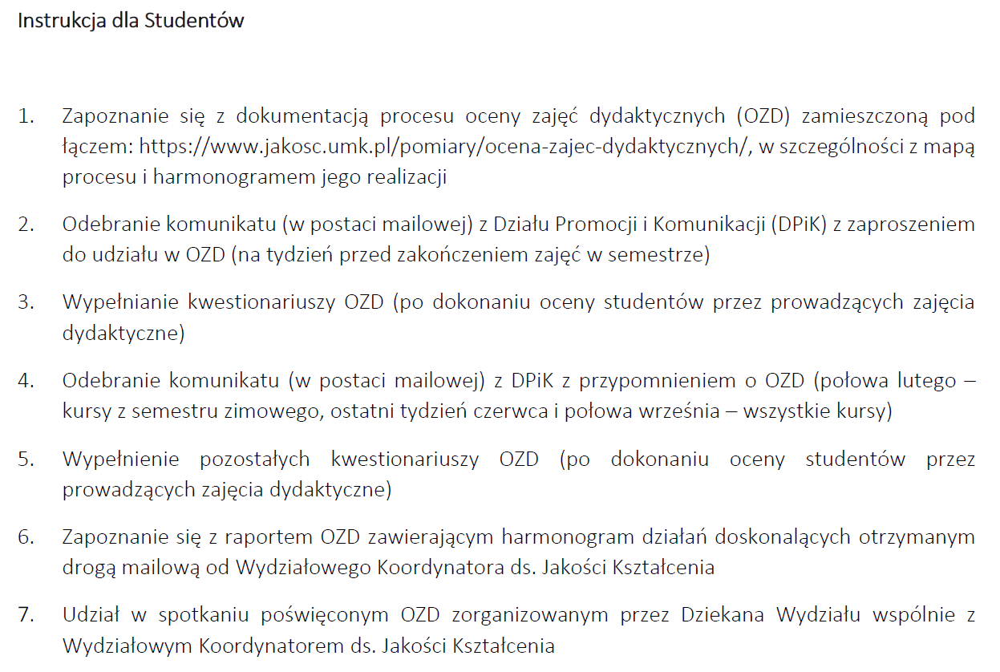 Instrukcja dla Studentów
1. Zapoznanie się z dokumentacją procesu oceny zajęć dydaktycznych (OZD) zamieszczoną pod
łączem: https://www.jakosc.umk.pl/pomiary/ocena-zajec-dydaktycznych/, w szczególności z mapą
procesu i harmonogramem jego realizacji
2. Odebranie komunikatu (w postaci mailowej) z Działu Promocji i Komunikacji (DPiK) z zaproszeniem
do udziału w OZD (na tydzień przed zakończeniem zajęć w semestrze)
3. Wypełnianie kwestionariuszy OZD (po dokonaniu oceny studentów przez prowadzących zajęcia
dydaktyczne)
4. Odebranie komunikatu (w postaci mailowej) z DPiK z przypomnieniem o OZD (połowa lutego –
kursy z semestru zimowego, ostatni tydzień czerwca i połowa września – wszystkie kursy)
5. Wypełnienie pozostałych kwestionariuszy OZD (po dokonaniu oceny studentów przez
prowadzących zajęcia dydaktyczne)
6. Zapoznanie się z raportem OZD zawierającym harmonogram działań doskonalących otrzymanym
drogą mailową od Wydziałowego Koordynatora ds. Jakości Kształcenia
7. Udział w spotkaniu poświęconym OZD zorganizowanym przez Dziekana Wydziału wspólnie z
Wydziałowym Koordynatorem ds. Jakości Kształcenia